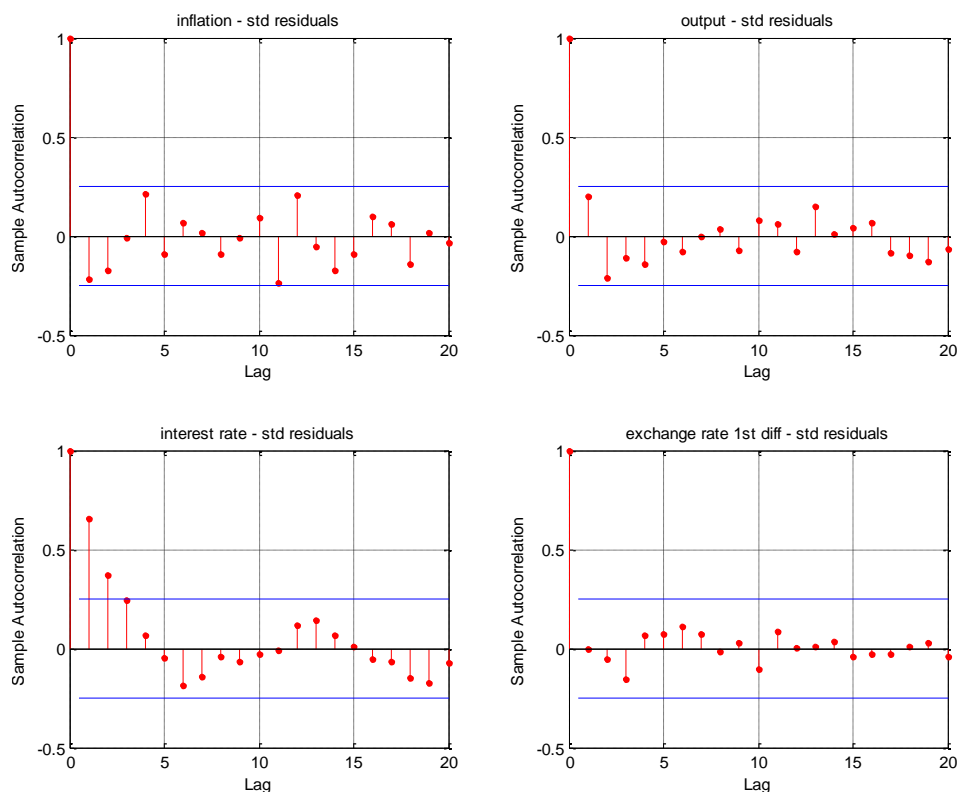 inflation - std residuals
1
0.5
0
-0.5
Sample Autocorrelation
0 5 10 15 20
Lag
output - std residuals
1
0.5
0
-0.5
Sample Autocorrelation
0 5 10 15 20
Lag
interest rate - std residuals
1
0.5
0
-0.5
Sample Autocorrelation
0 5 10 15 20
Lag
exchange rate 1st diff - std residuals
1
0.5
0
-0.5
Sample Autocorrelation
0 5 10 15 20
Lag